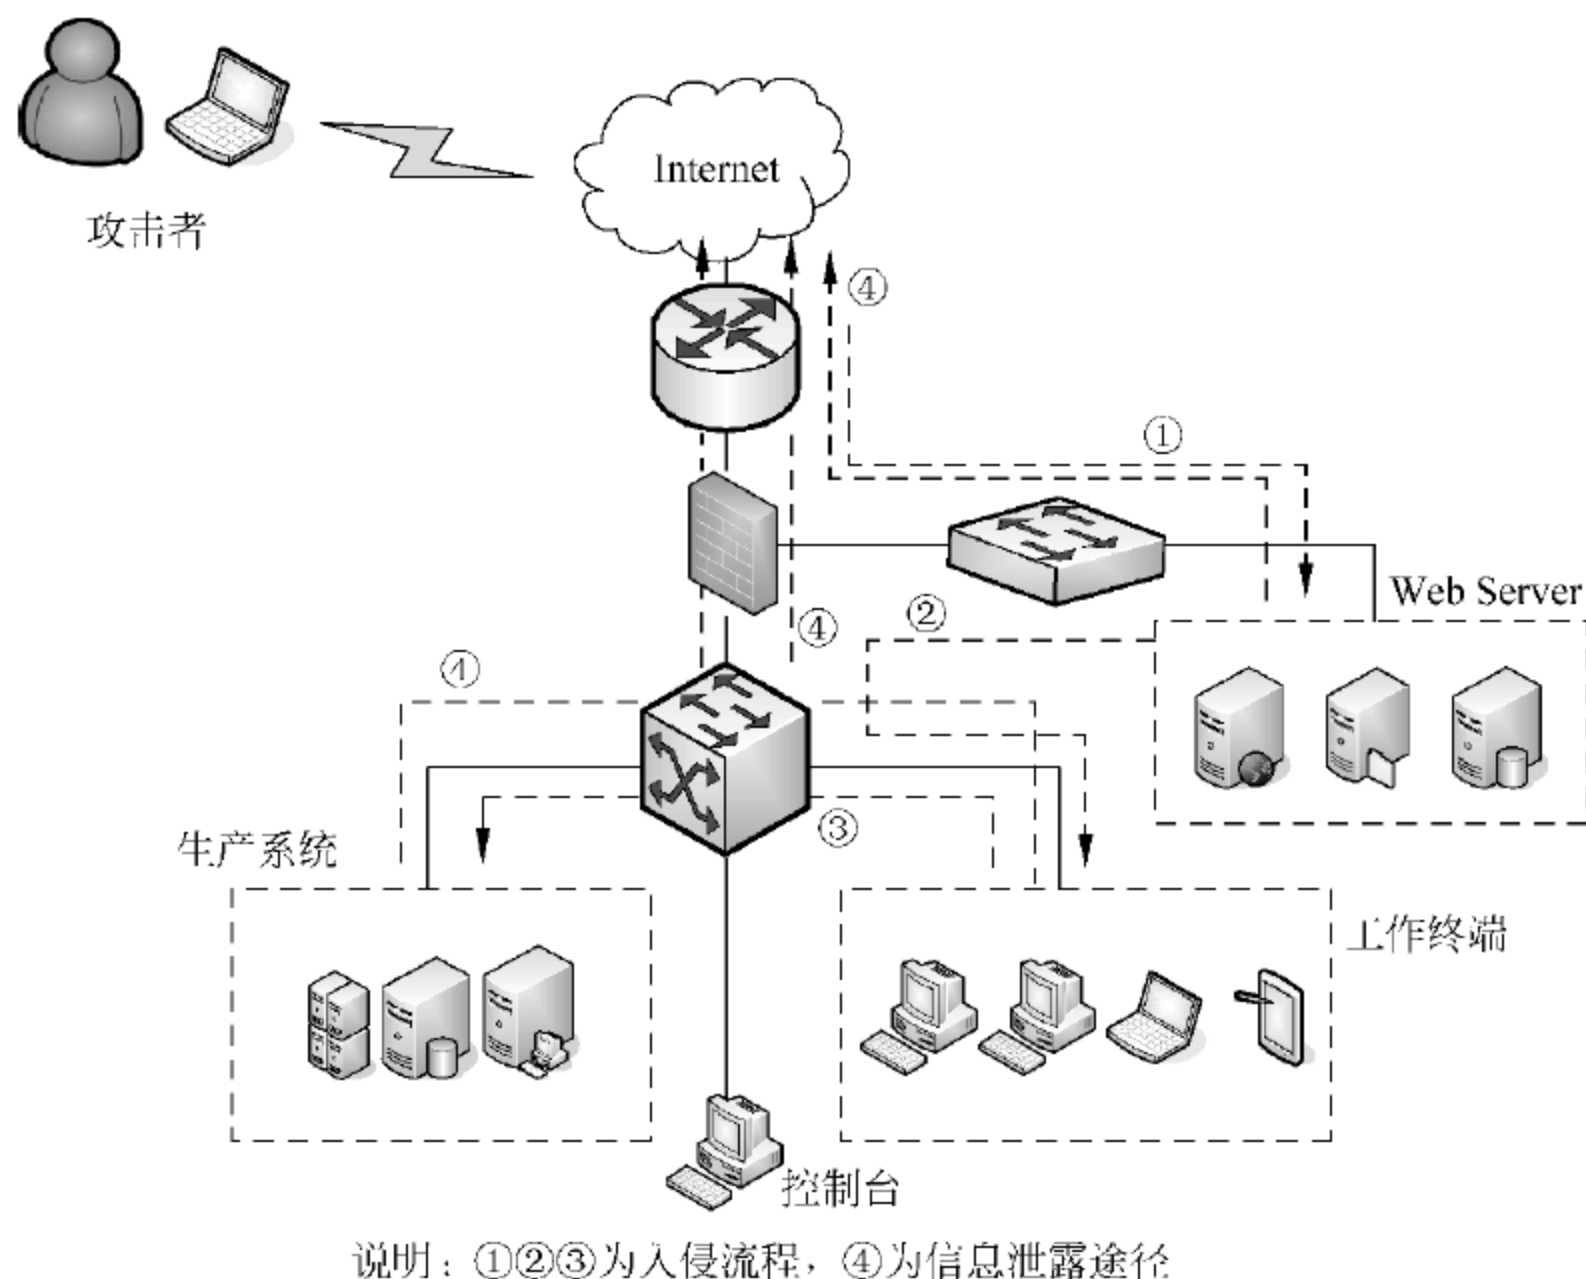 Internet
攻击者
④
①
Web Server
②
④
④
③
生产系统
工作终端
控制台
说明：①②③为入侵流程，④为信息泄露途径